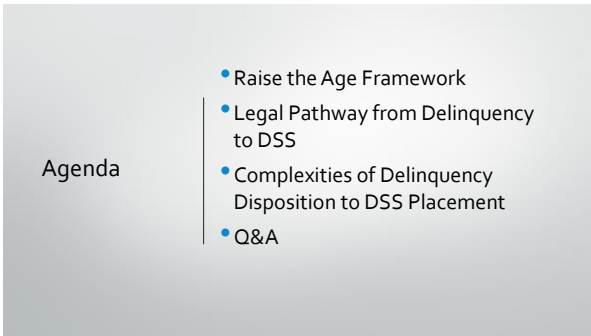 Agenda
• Raise the Age Framework
• Legal Pathway from Delinquency
to DSS
• Complexities of Delinquency
Disposition to DSS Placement
• Q&A